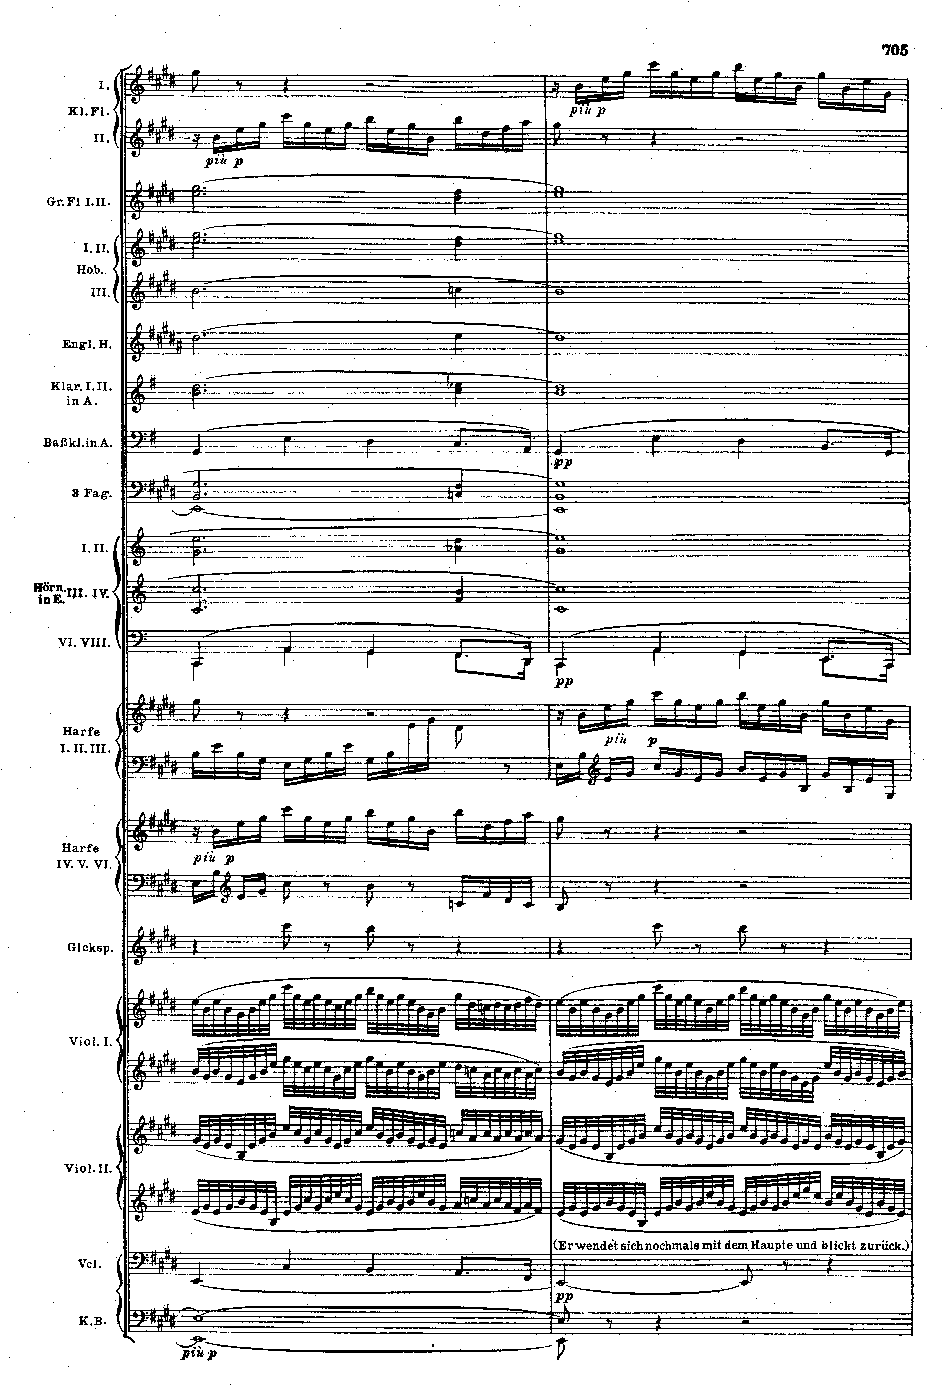 705
I.
Kl. Fl.
più p
II.
più p
Gr. Fl I. II.
I. II.
Hob.
III.
Engl. H.
Klar. I. II.
in A.
Baßkl. in A.
pp
3 Fag.
I. II.
Hörn.
in E.
III. IV.
VI. VIII.
pp
Harfe
I. II. III.
più p
Harfe
IV. V. VI.
più p
Glcksp.
Viol. I.
Viol. II.
(Er wendet sich nochmals mit dem Haupte und blickt zurück.)
Vcl.
pp
K.B.
più p